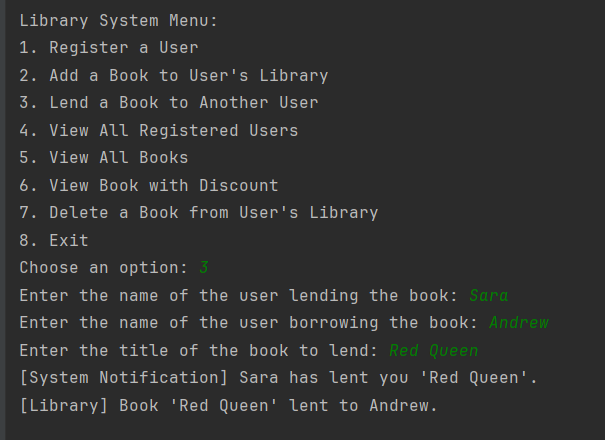 Library System Menu:
1. Register a User
2. Add a Book to User's Library
3. Lend a Book to Another User
4. View All Registered Users
5. View All Books
6. View Book with Discount
7. Delete a Book from User's Library
8. Exit
Choose an option: 3
Enter the name of the user lending the book: Sara
Enter the name of the user borrowing the book: Andrew
Enter the title of the book to lend: Red Queen
[System Notification] Sara has lent you 'Red Queen'.
[Library] Book 'Red Queen' lent to Andrew.